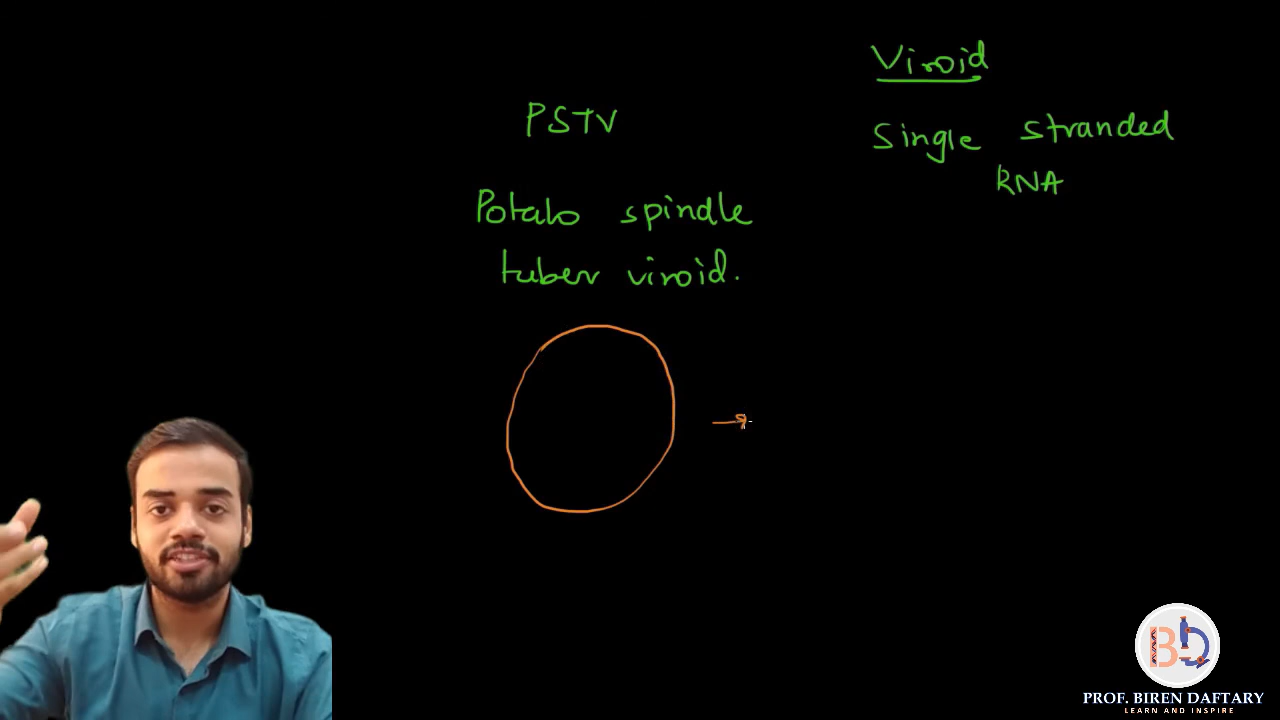 Viroid
PSTV
Single stranded
RNA
Potato spindle
tuber viroid.
PROF. BIREN DAFTARY
LEARN AND INSPIRE